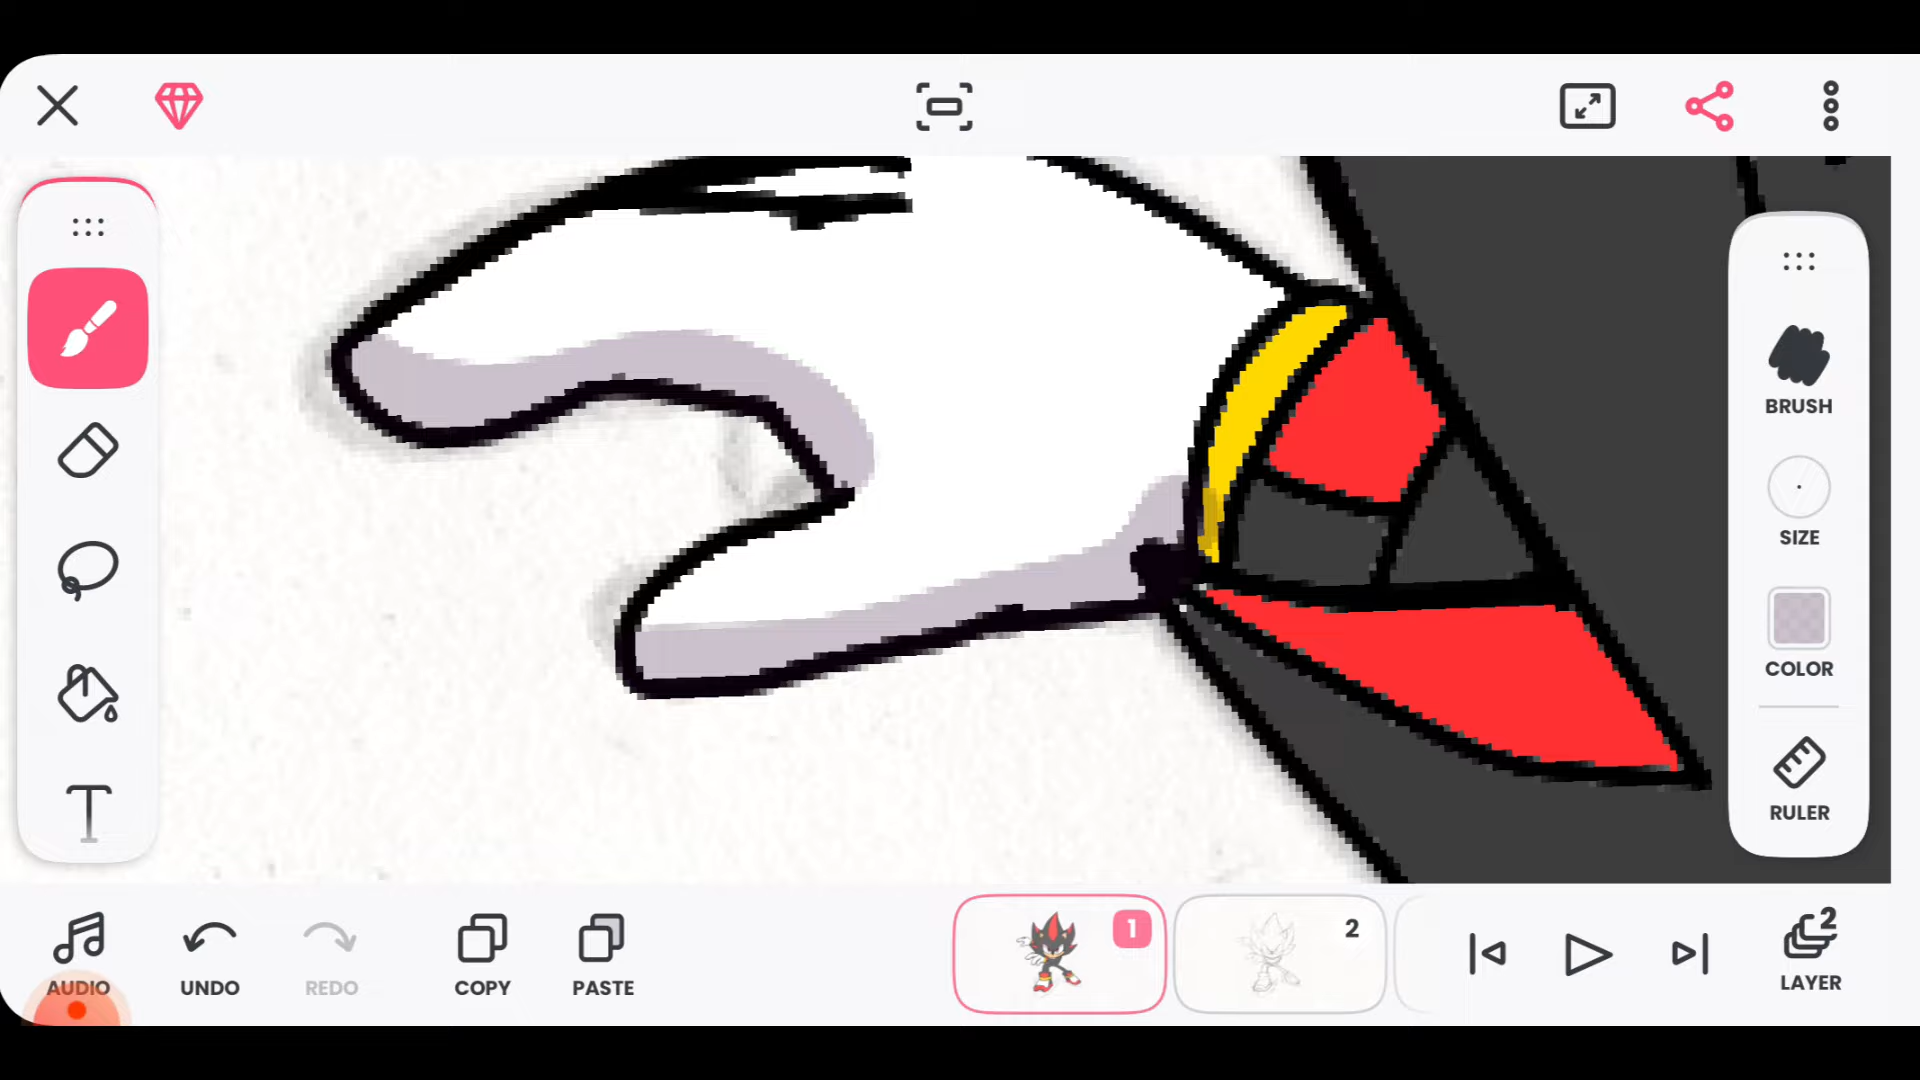 BRUSH
SIZE
COLOR
RULER
T
1
2
2
AUDIO
UNDO
REDO
COPY
PASTE
LAYER